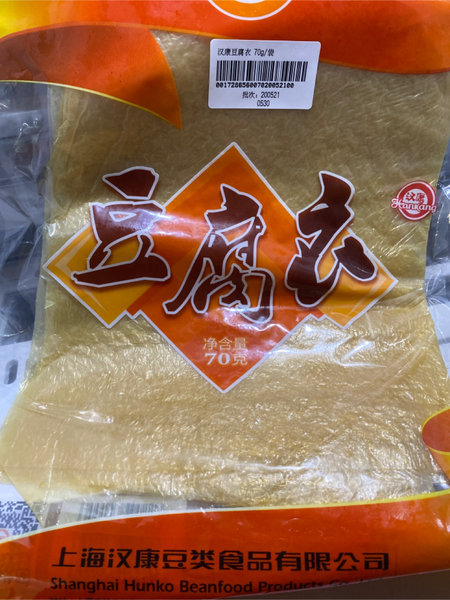 汉康豆腐衣 70g/袋
001728656007020052100
批次：200521
0530
汉康
Hankang
豆腐衣
净含量
70克
上海汉康豆类食品有限公司
Shanghai Hunko Beanfood Products